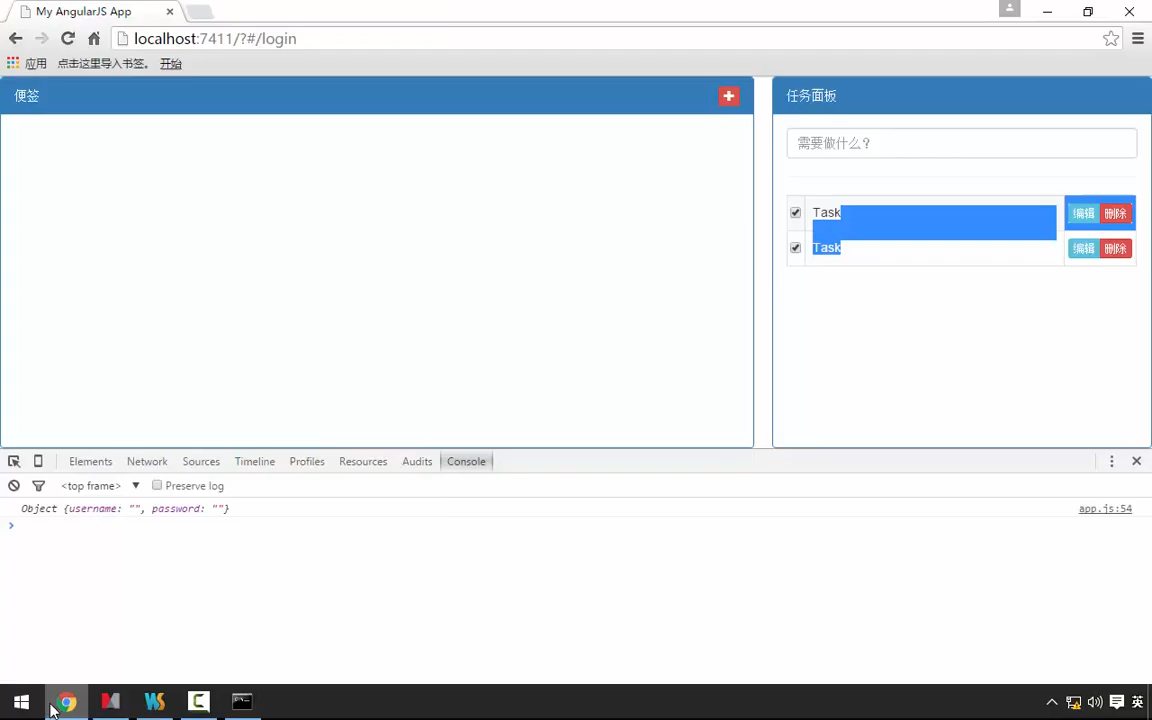 My AngularJS App
localhost:7411/?#/login
应用 点击这里导入书签。 开始
便签
任务面板
需要做什么？
Task 编辑 删除
Task 编辑 删除
Elements Network Sources Timeline Profiles Resources Audits Console
<top frame> Preserve log
Object {username: "", password: ""} app.js:54
英